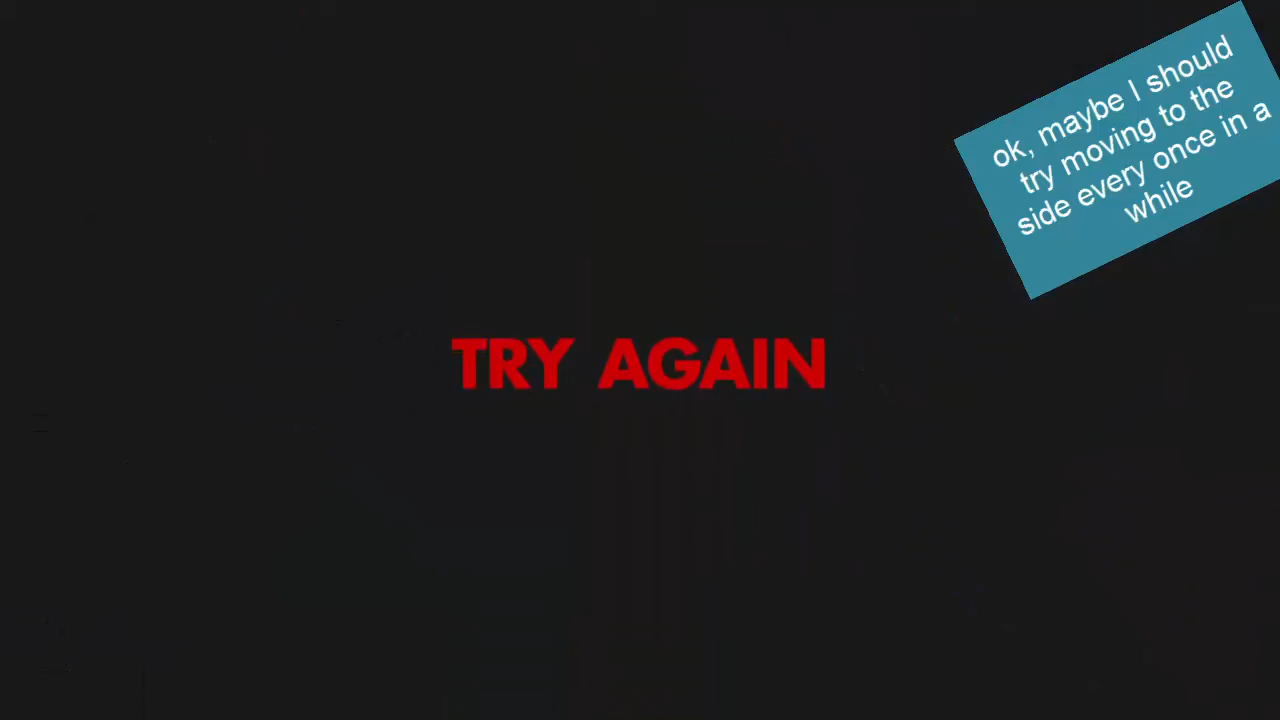 ok, maybe I should
try moving to the
side every once in a
while
TRY AGAIN